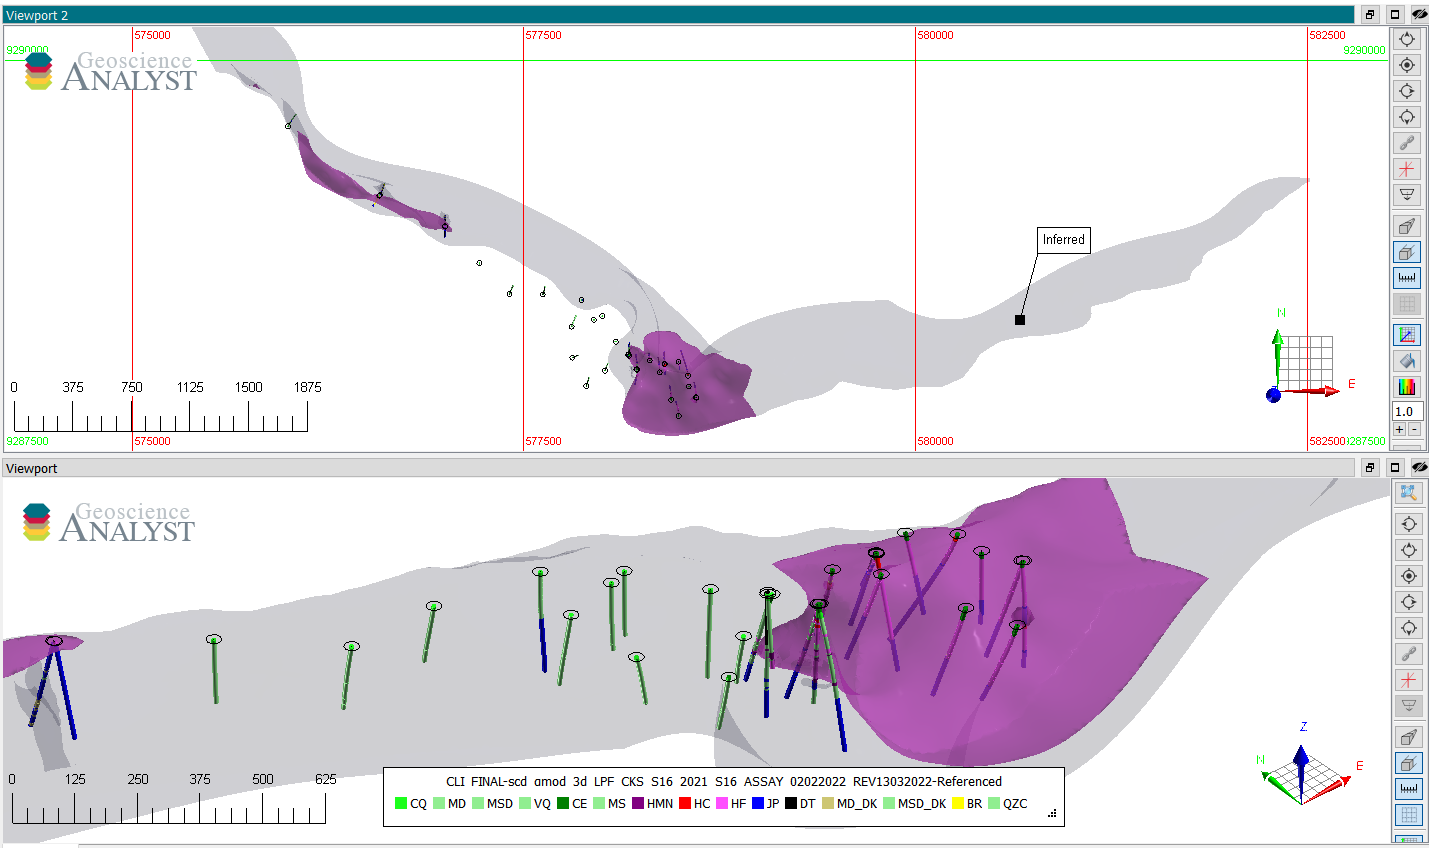 Viewport 2
575000
577500
580000
582500
9290000
9290000
Geoscience
ANALYST
Inferred
N
E
0 375 750 1125 1500 1875
1.0
+ -
9287500
575000
577500
580000
582500
9287500
Viewport
Geoscience
ANALYST
Z
N
E
0 125 250 375 500 625
CLI FINAL-scd qmod 3d LPF CKS S16 2021 S16 ASSAY 02022022 REV13032022-Referenced
CQ MD MSD VQ CE MS HMN HC HF JP DT MD_DK MSD_DK BR QZC